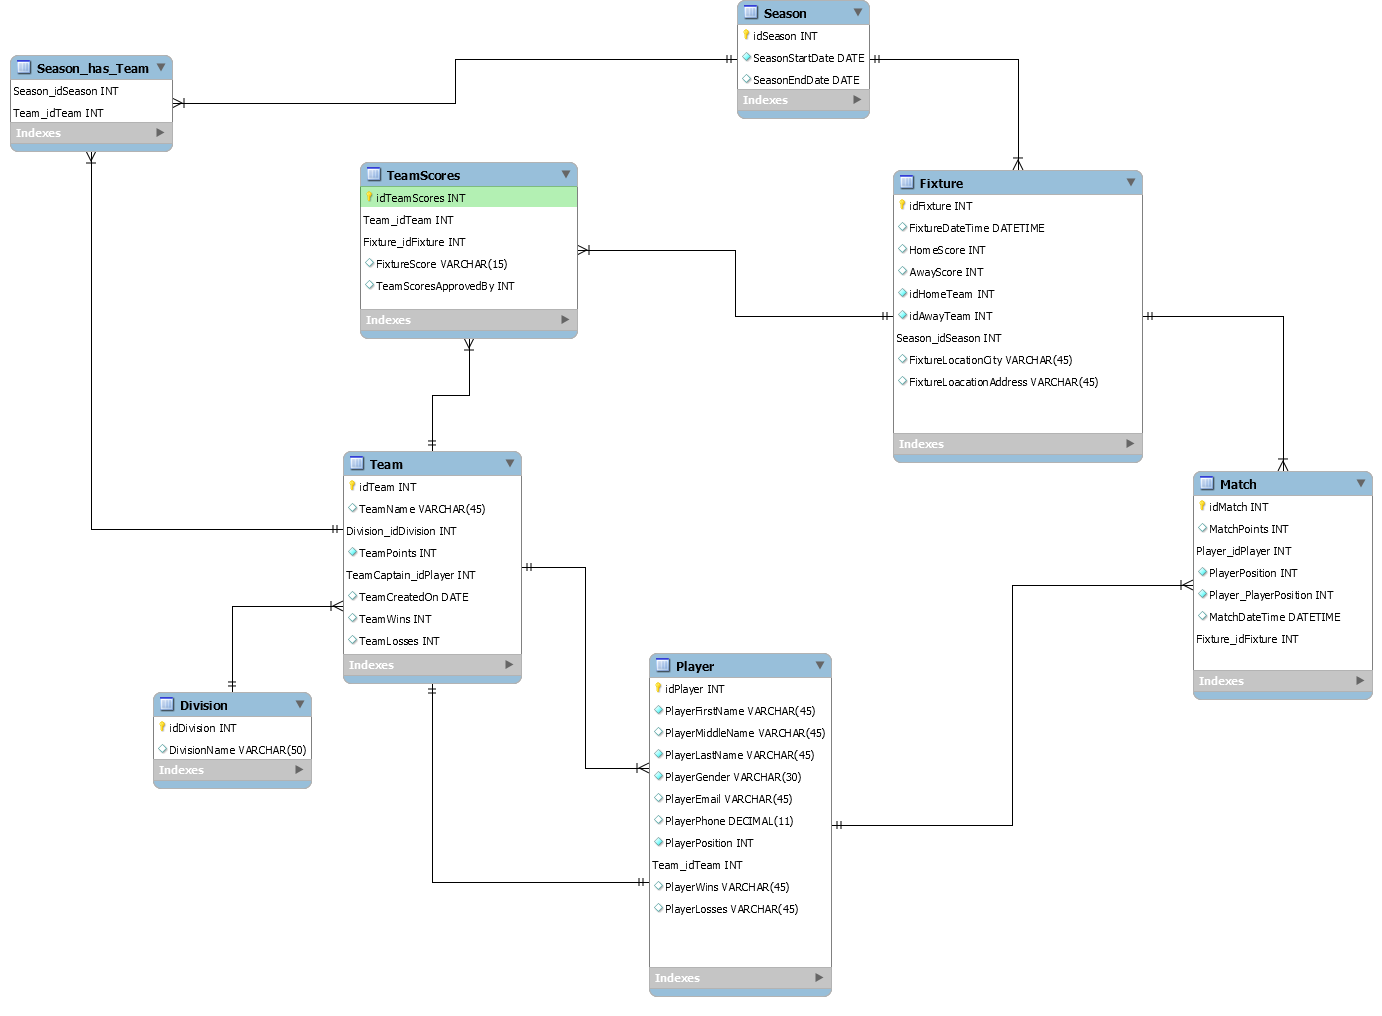 Season
idSeason INT
SeasonStartDate DATE
SeasonEndDate DATE
Indexes
Season_has_Team
Season_idSeason INT
Team_idTeam INT
Indexes
TeamScores
idTeamScores INT
Team_idTeam INT
Fixture_idFixture INT
FixtureScore VARCHAR(15)
TeamScoresApprovedBy INT
Indexes
Fixture
idFixture INT
FixtureDateTime DATETIME
HomeScore INT
AwayScore INT
idHomeTeam INT
idAwayTeam INT
Season_idSeason INT
FixtureLocationCity VARCHAR(45)
FixtureLoacationAddress VARCHAR(45)
Indexes
Team
idTeam INT
TeamName VARCHAR(45)
Division_idDivision INT
TeamPoints INT
TeamCaptain_idPlayer INT
TeamCreatedOn DATE
TeamWins INT
TeamLosses INT
Indexes
Match
idMatch INT
MatchPoints INT
Player_idPlayer INT
PlayerPosition INT
Player_PlayerPosition INT
MatchDateTime DATETIME
Fixture_idFixture INT
Indexes
Division
idDivision INT
DivisionName VARCHAR(50)
Indexes
Player
idPlayer INT
PlayerFirstName VARCHAR(45)
PlayerMiddleName VARCHAR(45)
PlayerLastName VARCHAR(45)
PlayerGender VARCHAR(30)
PlayerEmail VARCHAR(45)
PlayerPhone DECIMAL(11)
PlayerPosition INT
Team_idTeam INT
PlayerWins VARCHAR(45)
PlayerLosses VARCHAR(45)
Indexes